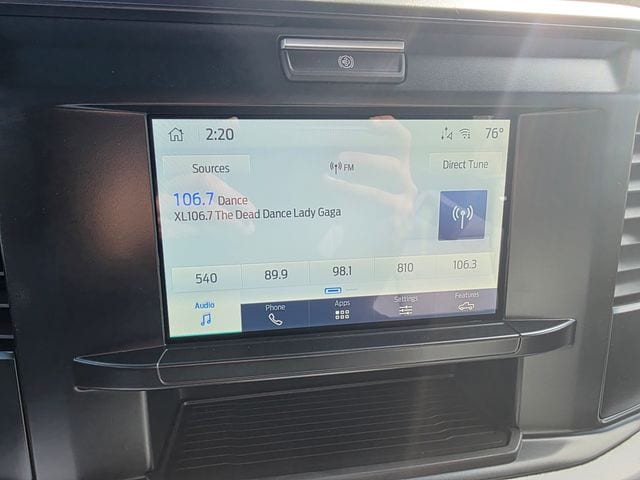 2:20
76°
Sources
FM
Direct Tune
106.7 Dance
XL106.7 The Dead Dance Lady Gaga
540
89.9
98.1
810
106.3
Audio
Phone
Apps
Settings
Features